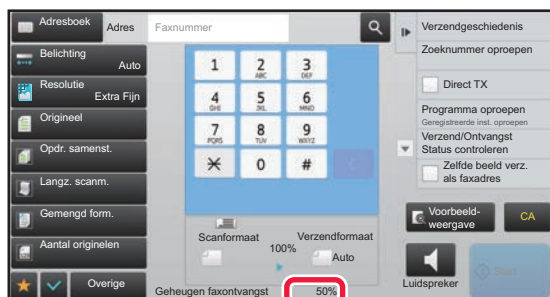 Adresboek
Adres
Faxnummer
Belichting
Auto
Resolutie
Extra Fijn
Origineel
Opdr. samenst.
Langz. scanm.
Gemengd form.
Aantal originelen
Overige
1
2
ABC
3
DEF
4
GHI
5
JKL
6
MNO
7
PQRS
8
TUV
9
WXYZ
0
#
Scanformaat
100%
Verzendformaat
Auto
Geheugen faxontvangst
50%
Verzendgeschiedenis
Zoeknummer oproepen
Direct TX
Programma oproepen
Geregistreerde inst. oproepen
Verzend/Ontvangst
Status controleren
Zelfde beeld verz.
als faxadres
Voorbeeld-
weergave
CA
Luidspreker
Start